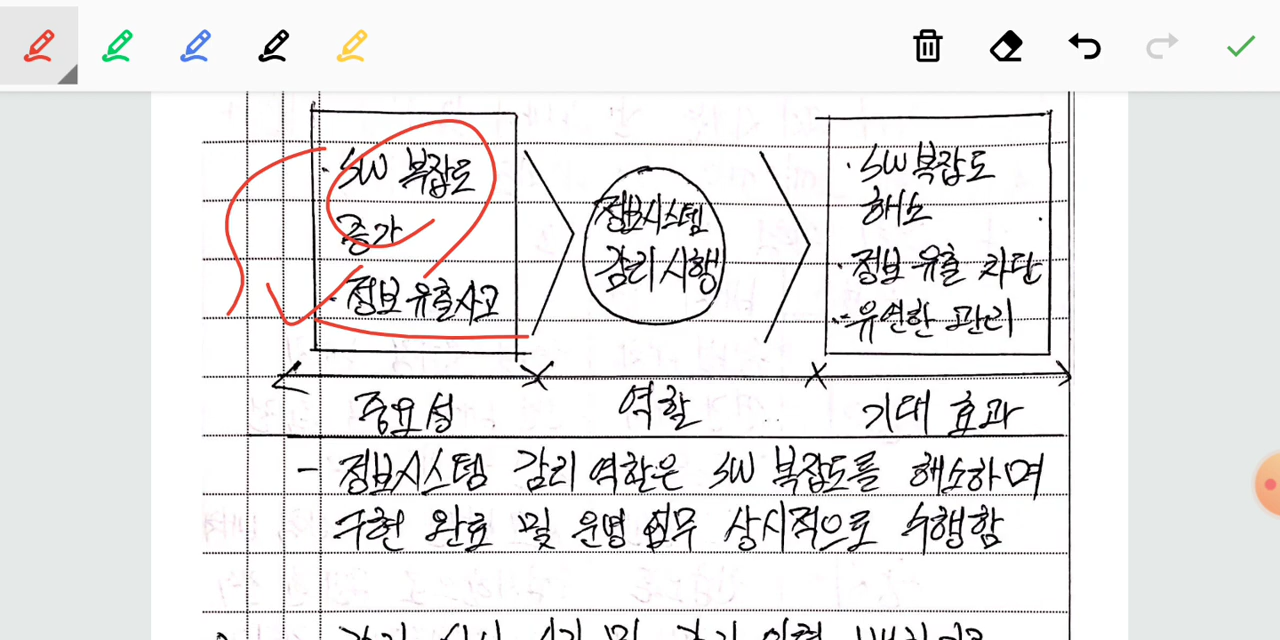 · SW 복잡도
증가
· 정보 유출사고
정보시스템
감리 시행
· SW 복잡도
해소
· 정보 유출 차단
· 유연한 관리
중요성
역할
기대 효과
- 정보시스템 감리 역할은 SW 복잡도를 해소하며
구현 완료 및 운영 업무 상시적으로 수행함